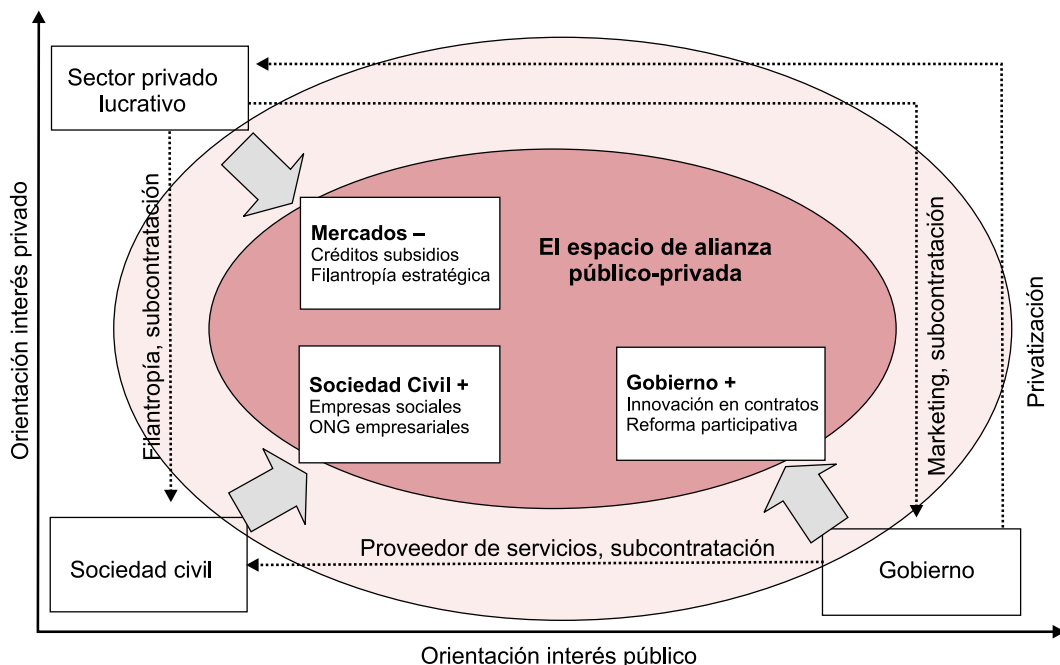 Sector privado
lucrativo
Mercados –
Créditos subsidios
Filantropía estratégica
El espacio de alianza
público-privada
Sociedad Civil +
Empresas sociales
ONG empresariales
Gobierno +
Innovación en contratos
Reforma participativa
Orientación interés privado
Filantropía, subcontratación
Marketing, subcontratación
Privatización
Sociedad civil
Proveedor de servicios, subcontratación
Gobierno
Orientación interés público